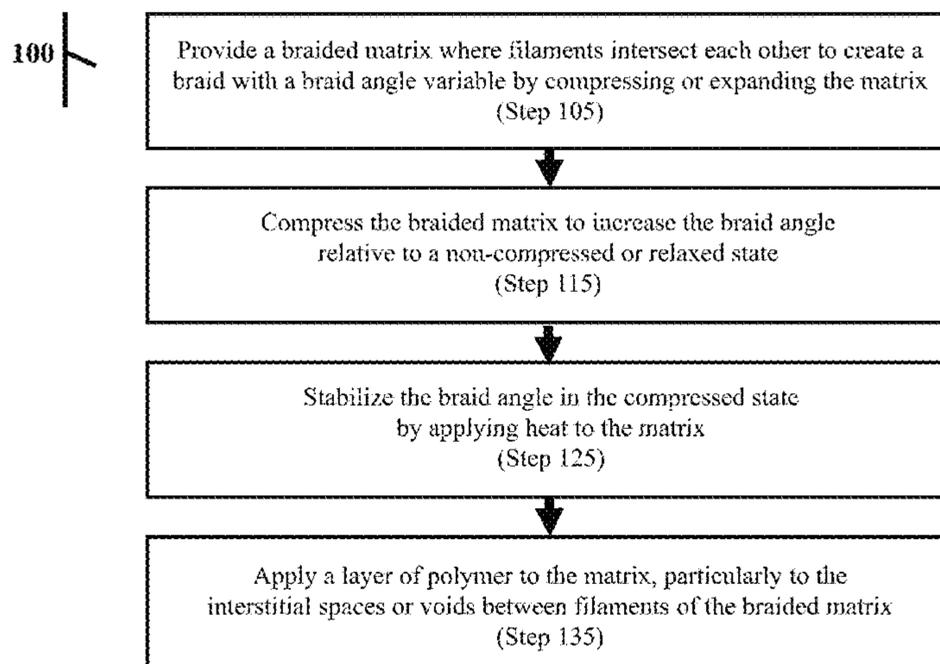 100
Provide a braided matrix where filaments intersect each other to create a
braid with a braid angle variable by compressing or expanding the matrix
(Step 105)
Compress the braided matrix to increase the braid angle
relative to a non-compressed or relaxed state
(Step 115)
Stabilize the braid angle in the compressed state
by applying heat to the matrix
(Step 125)
Apply a layer of polymer to the matrix, particularly to the
interstitial spaces or voids between filaments of the braided matrix
(Step 135)